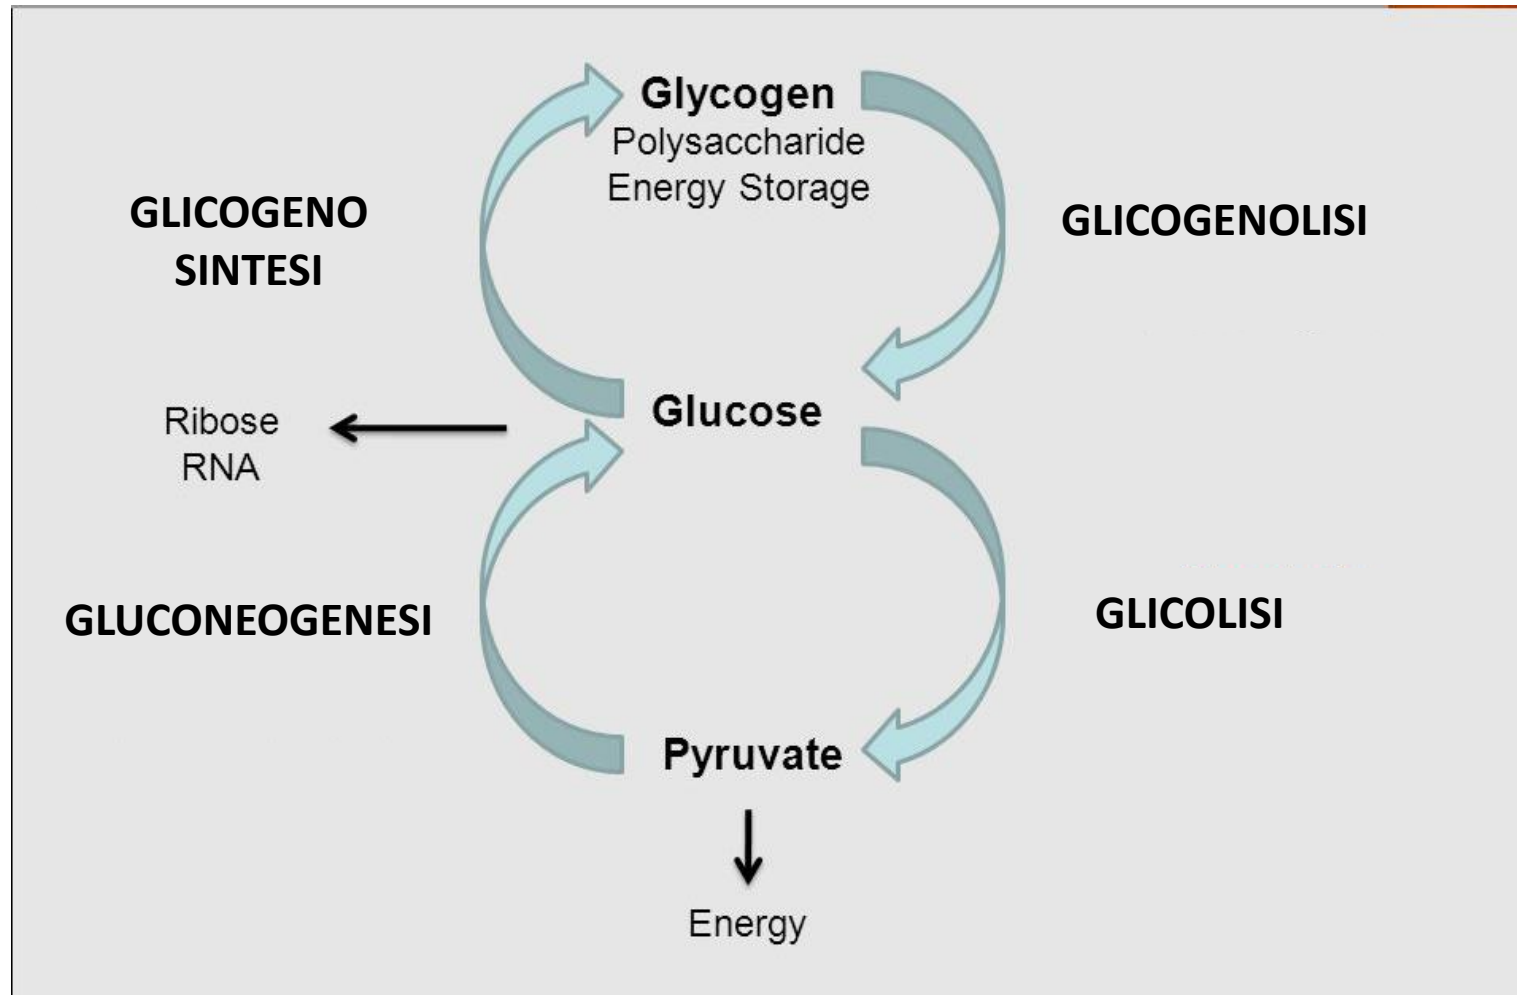 Glycogen
Polysaccharide
Energy Storage
GLICOGENO
SINTESI
GLICOGENOLISI
Glucose
Ribose
RNA
GLUCONEOGENESI
GLICOLISI
Pyruvate
Energy